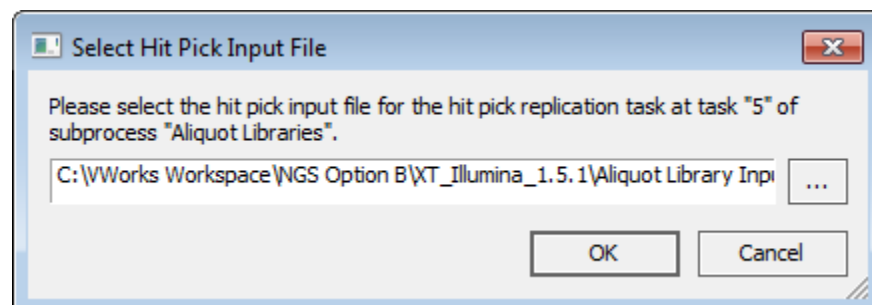 Select Hit Pick Input File
Please select the hit pick input file for the hit pick replication task at task "5" of
subprocess "Aliquot Libraries".
C:\VWorks Workspace\NGS Option B\XT_Illumina_1.5.1\Aliquot Library Inpu
...
OK
Cancel